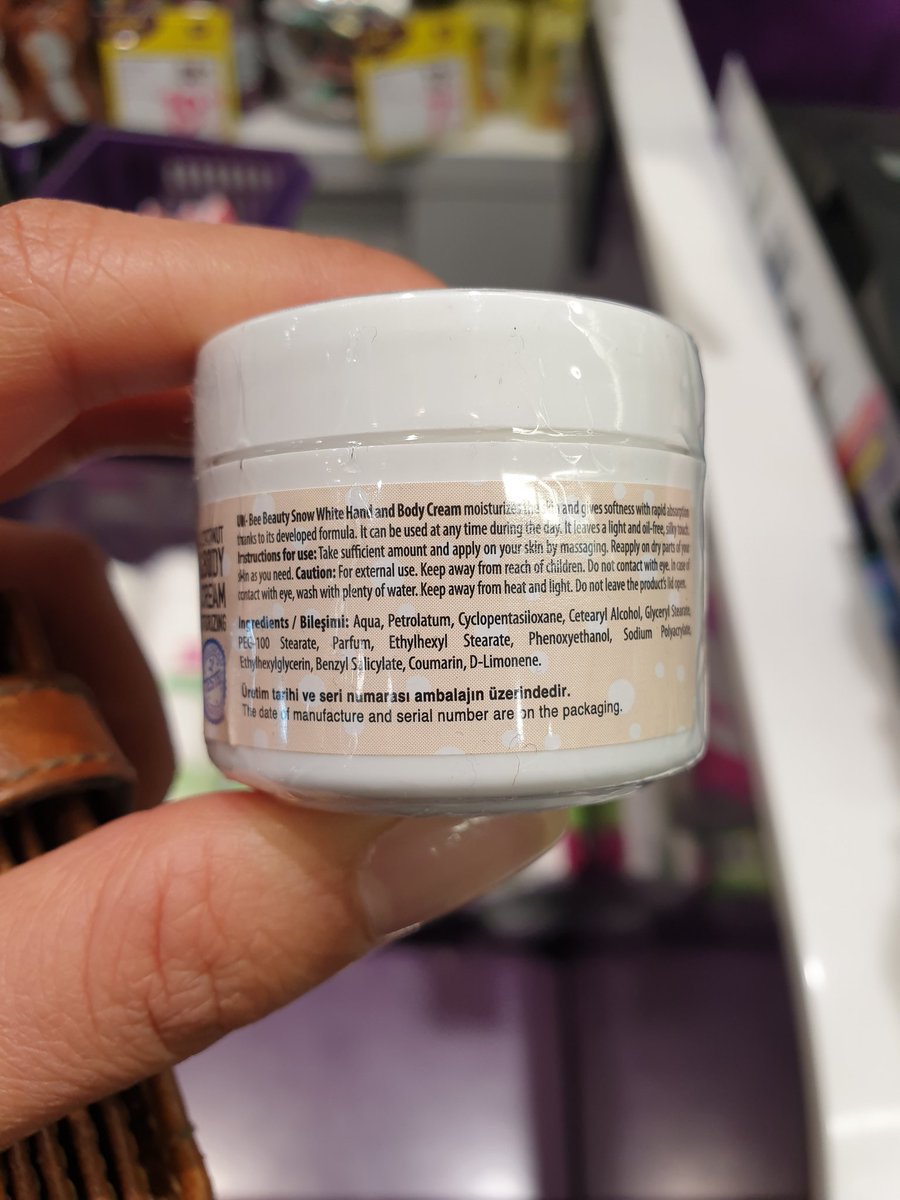 UK- Bee Beauty Snow White Hand and Body Cream moisturizes the skin and gives softness with rapid absorption
thanks to its developed formula. It can be used at any time during the day. It leaves a light and oil-free, silky touch.
Instructions for use: Take sufficient amount and apply on your skin by massaging. Reapply on dry parts of your
skin as you need. Caution: For external use. Keep away from reach of children. Do not contact with eye. In case of
contact with eye, wash with plenty of water. Keep away from heat and light. Do not leave the product's lid open.
Ingredients / Bileşimi: Aqua, Petrolatum, Cyclopentasiloxane, Cetearyl Alcohol, Glyceryl Stearate,
PEG-100 Stearate, Parfum, Ethylhexyl Stearate, Phenoxyethanol, Sodium Polyacrylate,
Ethylhexylglycerin, Benzyl Salicylate, Coumarin, D-Limonene.
Üretim tarihi ve seri numarası ambalajın üzerindedir.
The date of manufacture and serial number are on the packaging.
BODY